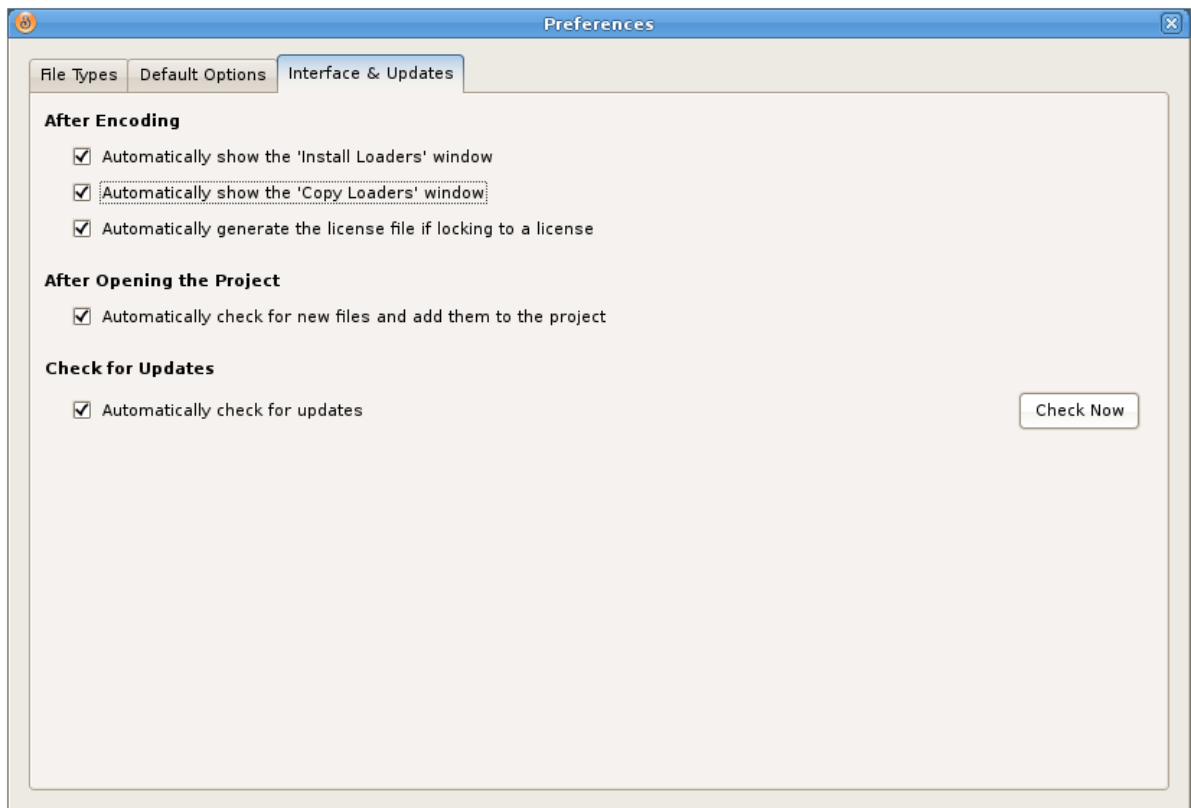 Preferences
File Types
Default Options
Interface & Updates
After Encoding
Automatically show the 'Install Loaders' window
Automatically show the 'Copy Loaders' window
Automatically generate the license file if locking to a license
After Opening the Project
Automatically check for new files and add them to the project
Check for Updates
Automatically check for updates
Check Now